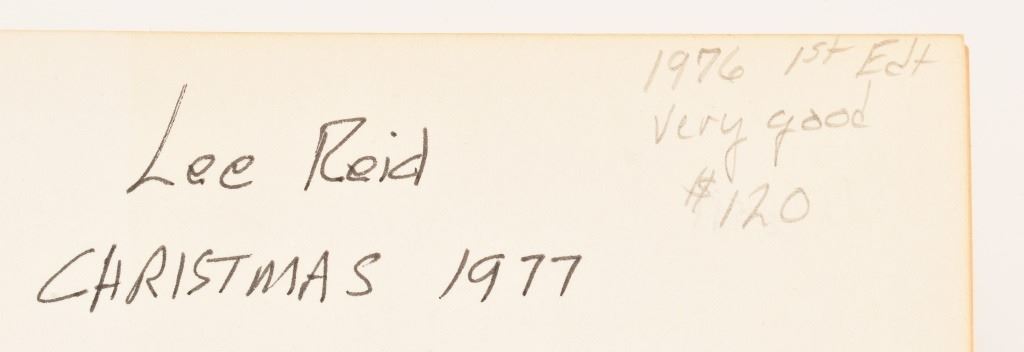 1976 1st Edt
very good
$120
Lee Reid
CHRISTMAS 1977